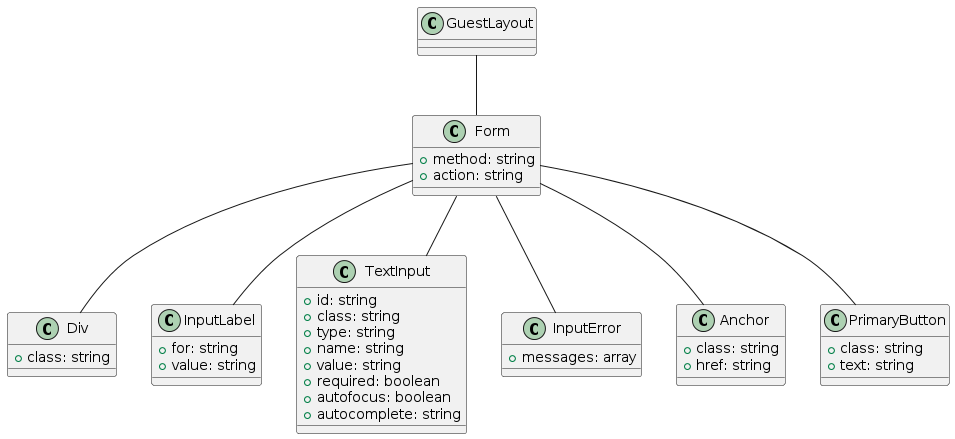 C GuestLayout
C Form
method: string
action: string
C Div
class: string
C InputLabel
for: string
value: string
C TextInput
id: string
class: string
type: string
name: string
value: string
required: boolean
autofocus: boolean
autocomplete: string
C InputError
messages: array
C Anchor
class: string
href: string
C PrimaryButton
class: string
text: string